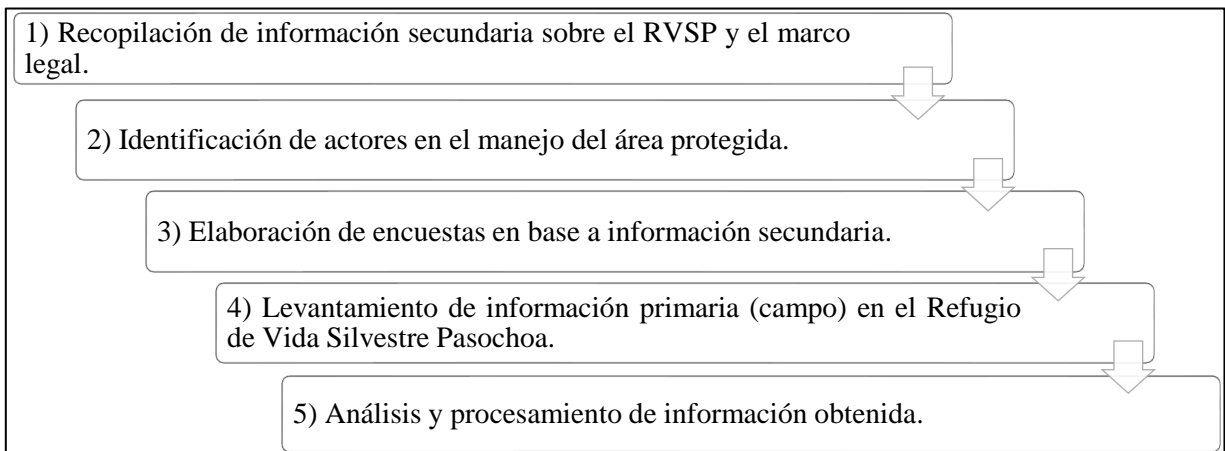 1) Recopilación de información secundaria sobre el RVSP y el marco
legal.
2) Identificación de actores en el manejo del área protegida.
3) Elaboración de encuestas en base a información secundaria.
4) Levantamiento de información primaria (campo) en el Refugio
de Vida Silvestre Pasochoa.
5) Análisis y procesamiento de información obtenida.